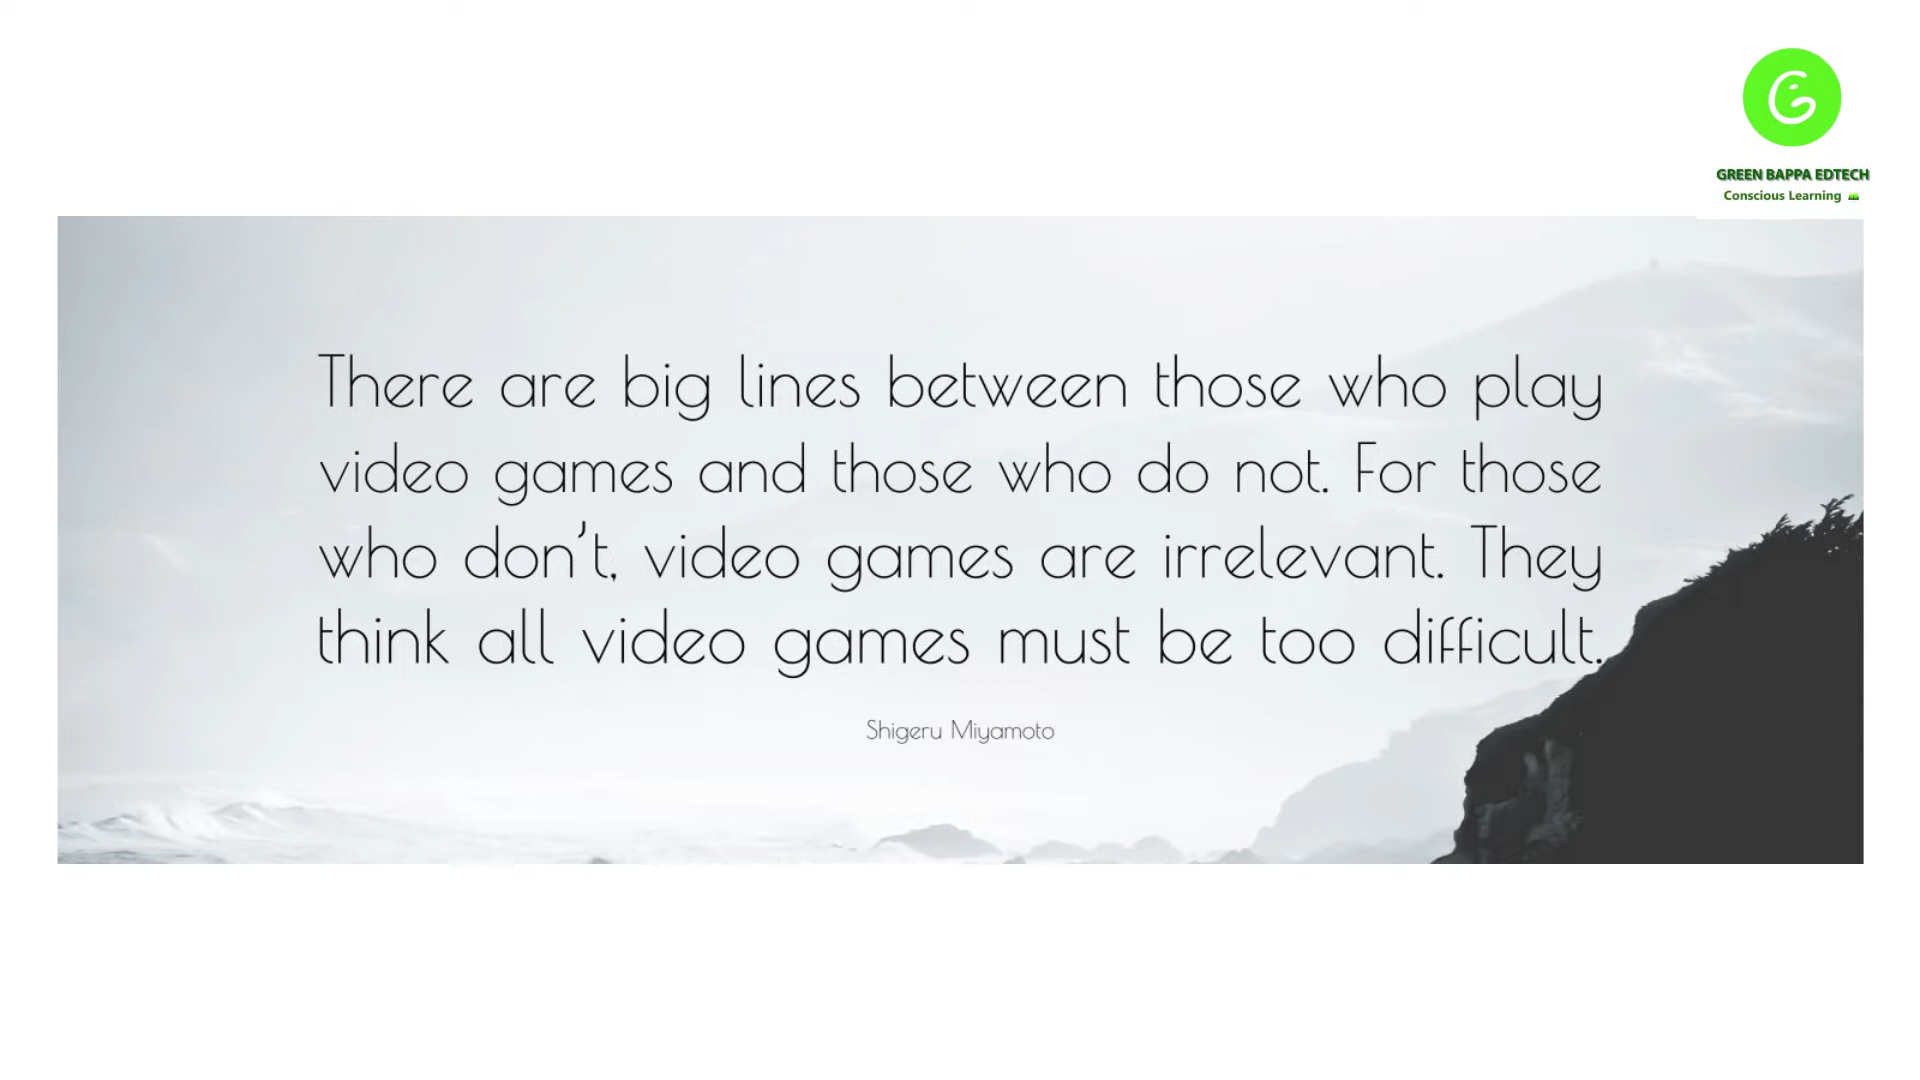 GREEN BAPPA EDTECH
Conscious Learning
There are big lines between those who play
video games and those who do not. For those
who don’t, video games are irrelevant. They
think all video games must be too difficult.
Shigeru Miyamoto